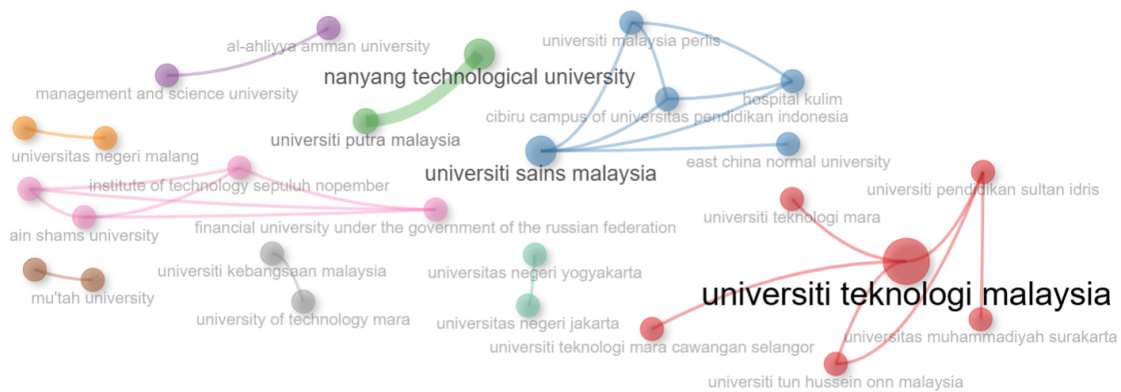 al-ahliyya amman university
universiti malaysia perlis
nanyang technological university
management and science university
hospital kulim
cibiru campus of universitas pendidikan indonesia
universiti putra malaysia
universitas negeri malang
east china normal university
universiti sains malaysia
institute of technology sepuluh nopember
universiti pendidikan sultan idris
universiti teknologi mara
financial university under the government of the russian federation
ain shams university
universiti kebangsaan malaysia
universitas negeri yogyakarta
mu'tah university
universiti teknologi malaysia
university of technology mara
universitas negeri jakarta
universitas muhammadiyah surakarta
universiti teknologi mara cawangan selangor
universiti tun hussein onn malaysia